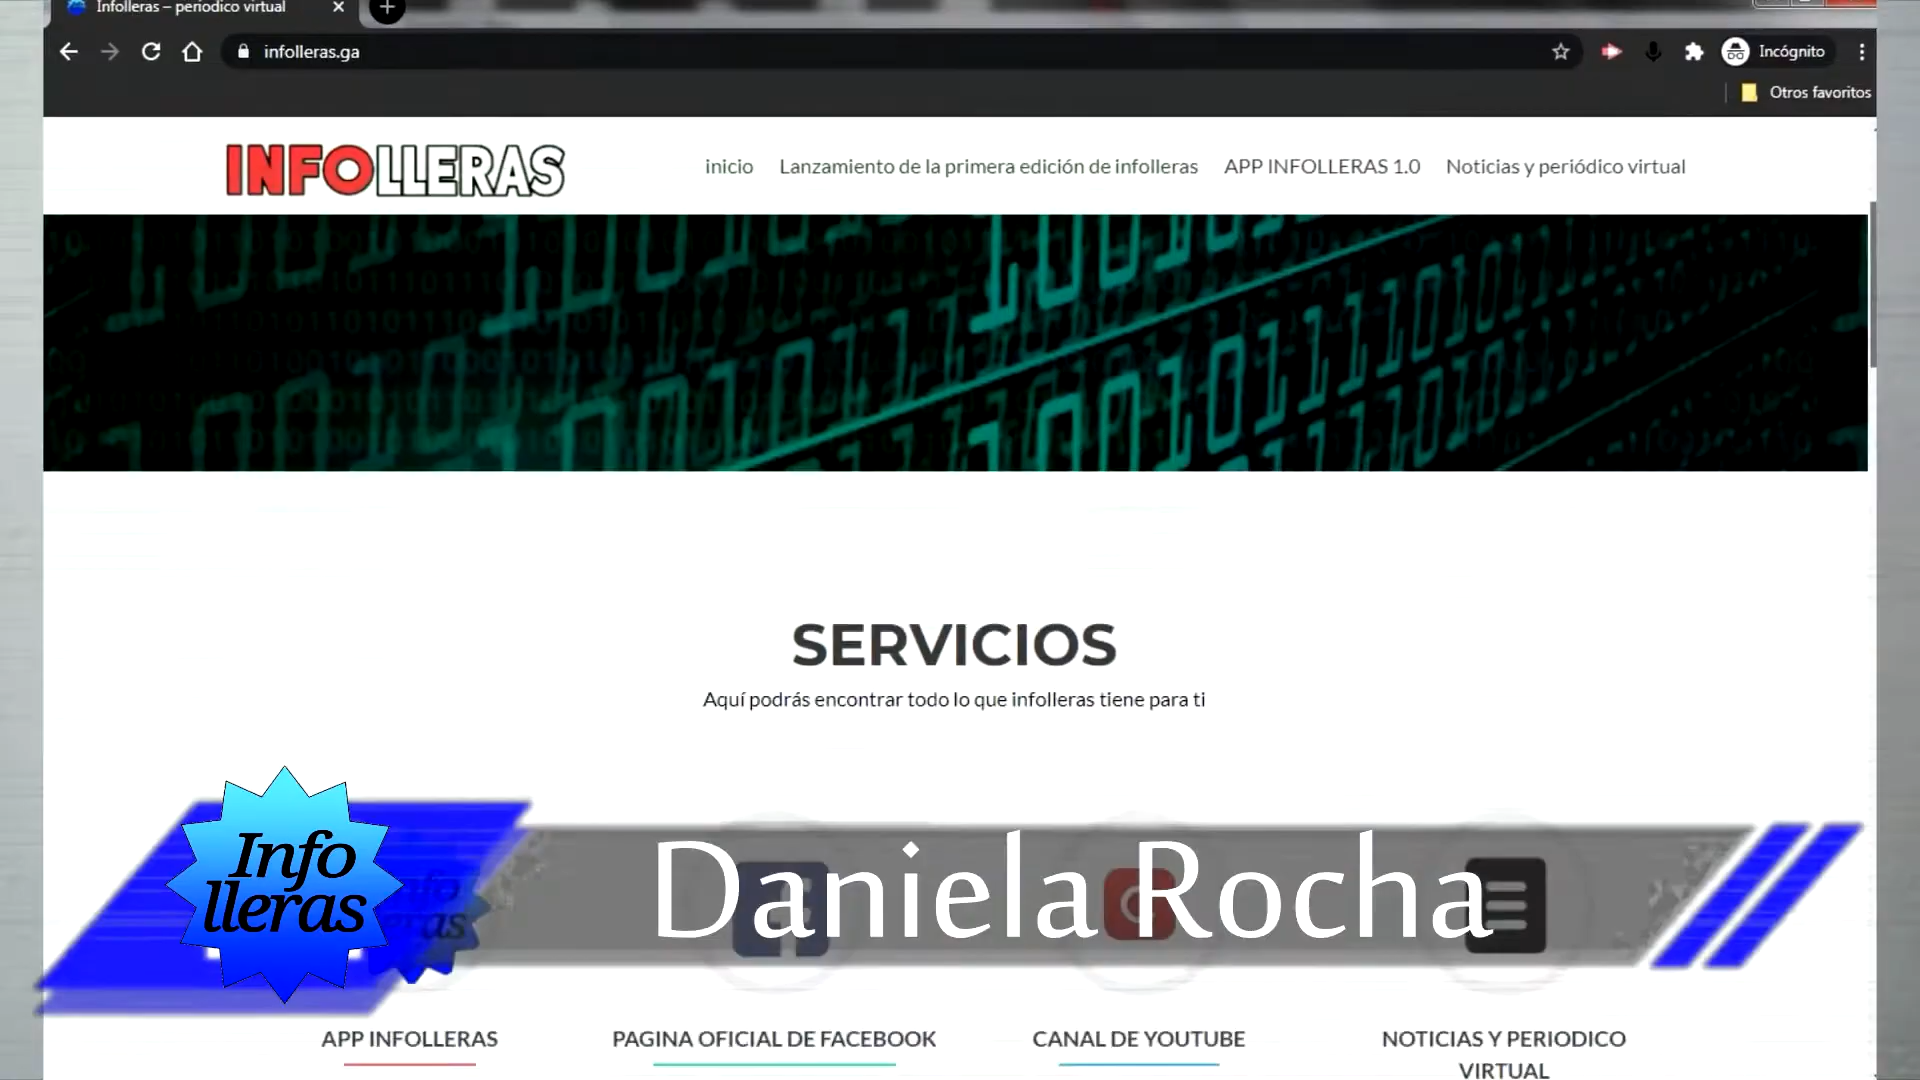 Infolleras – periodico virtual
infolleras.ga
Incógnito
Otros favoritos
INFOLLERAS
inicio
Lanzamiento de la primera edición de infolleras
APP INFOLLERAS 1.0
Noticias y periódico virtual
SERVICIOS
Aquí podrás encontrar todo lo que infolleras tiene para ti
Info
lleras
Daniela Rocha
APP INFOLLERAS
PAGINA OFICIAL DE FACEBOOK
CANAL DE YOUTUBE
NOTICIAS Y PERIODICO
VIRTUAL